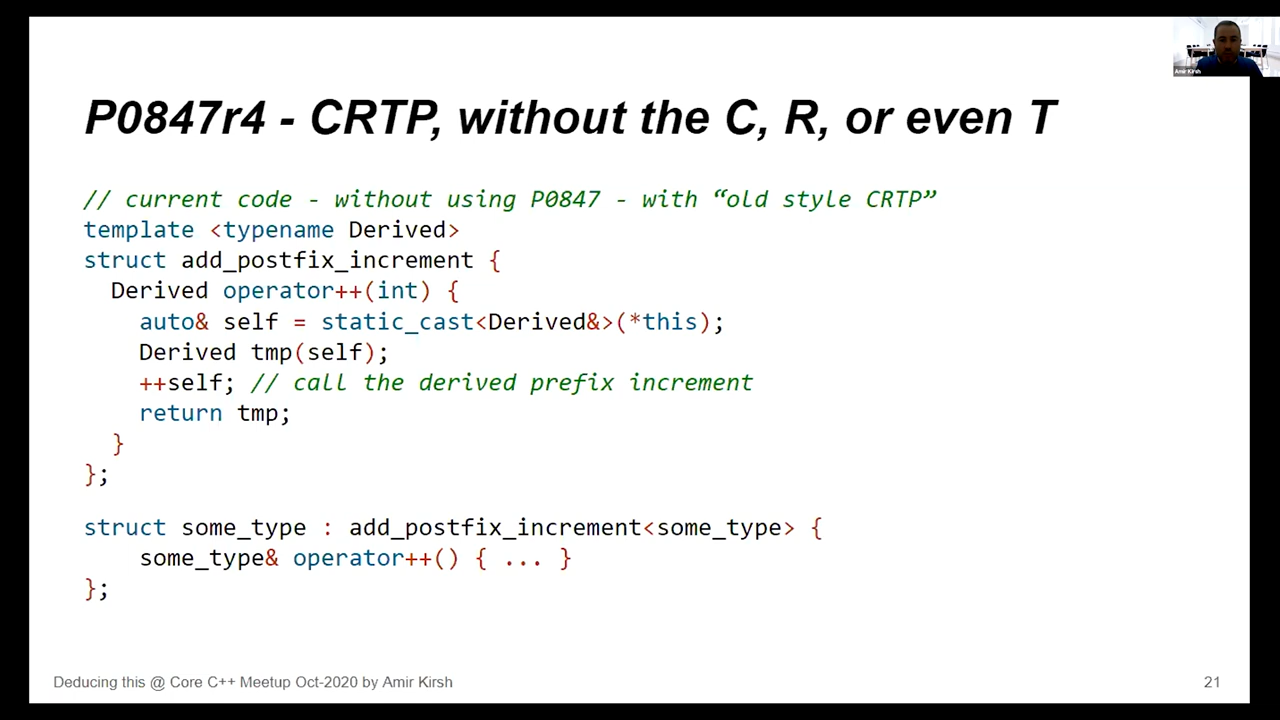 Amir Kirsh
P0847r4 - CRTP, without the C, R, or even T
// current code - without using P0847 - with “old style CRTP”
template <typename Derived>
struct add_postfix_increment {
  Derived operator++(int) {
    auto& self = static_cast<Derived&>(*this);
    Derived tmp(self);
    ++self; // call the derived prefix increment
    return tmp;
  }
};
struct some_type : add_postfix_increment<some_type> {
    some_type& operator++() { ... }
};
Deducing this @ Core C++ Meetup Oct-2020 by Amir Kirsh
21